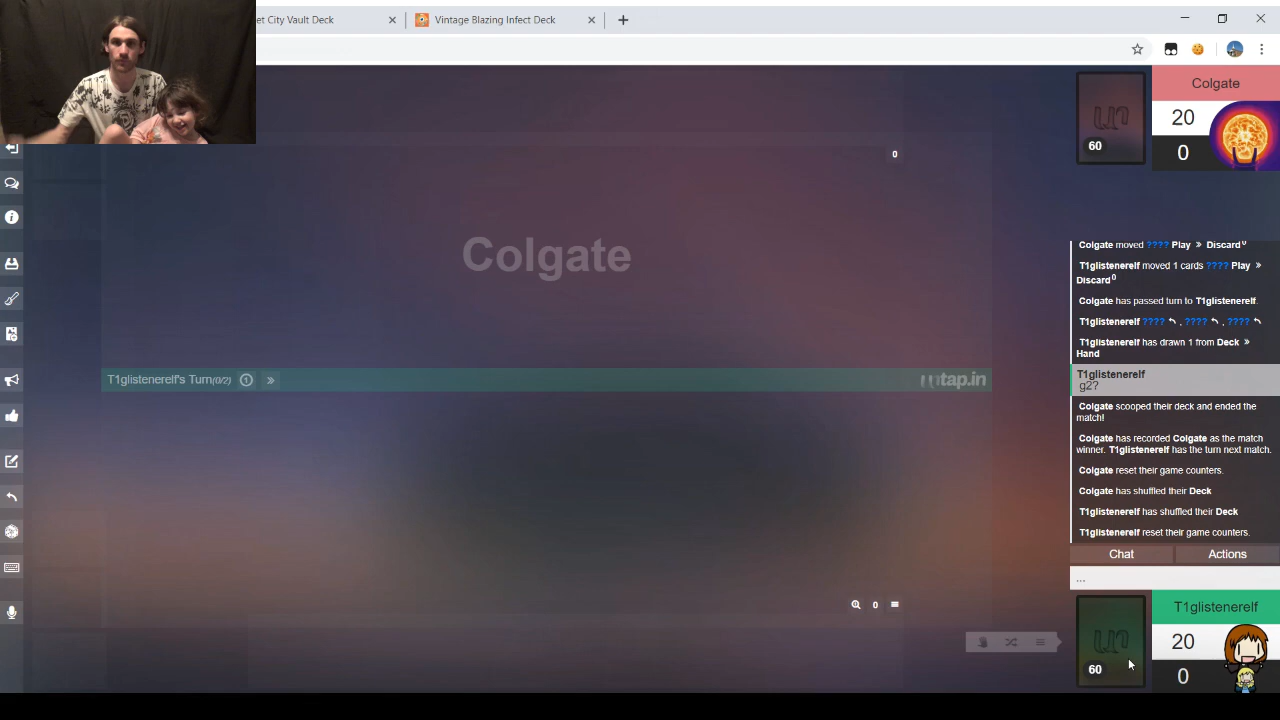 et City Vault Deck
Vintage Blazing Infect Deck
Colgate
20
0
60
0
Colgate
Colgate moved ???? Play » Discard0
T1glistenerelf moved 1 cards ???? Play »
Discard0
Colgate has passed turn to T1glistenerelf.
T1glistenerelf ???? , ???? , ????
T1glistenerelf has drawn 1 from Deck »
Hand
T1glistenerelf
g2?
Colgate scooped their deck and ended the
match!
Colgate has recorded Colgate as the match
winner. T1glistenerelf has the turn next match.
Colgate reset their game counters.
Colgate has shuffled their Deck
T1glistenerelf has shuffled their Deck
T1glistenerelf reset their game counters.
T1glistenerelf's Turn(0/2) 1 »
untap.in
Chat
Actions
...
0
T1glistenerelf
20
0
60